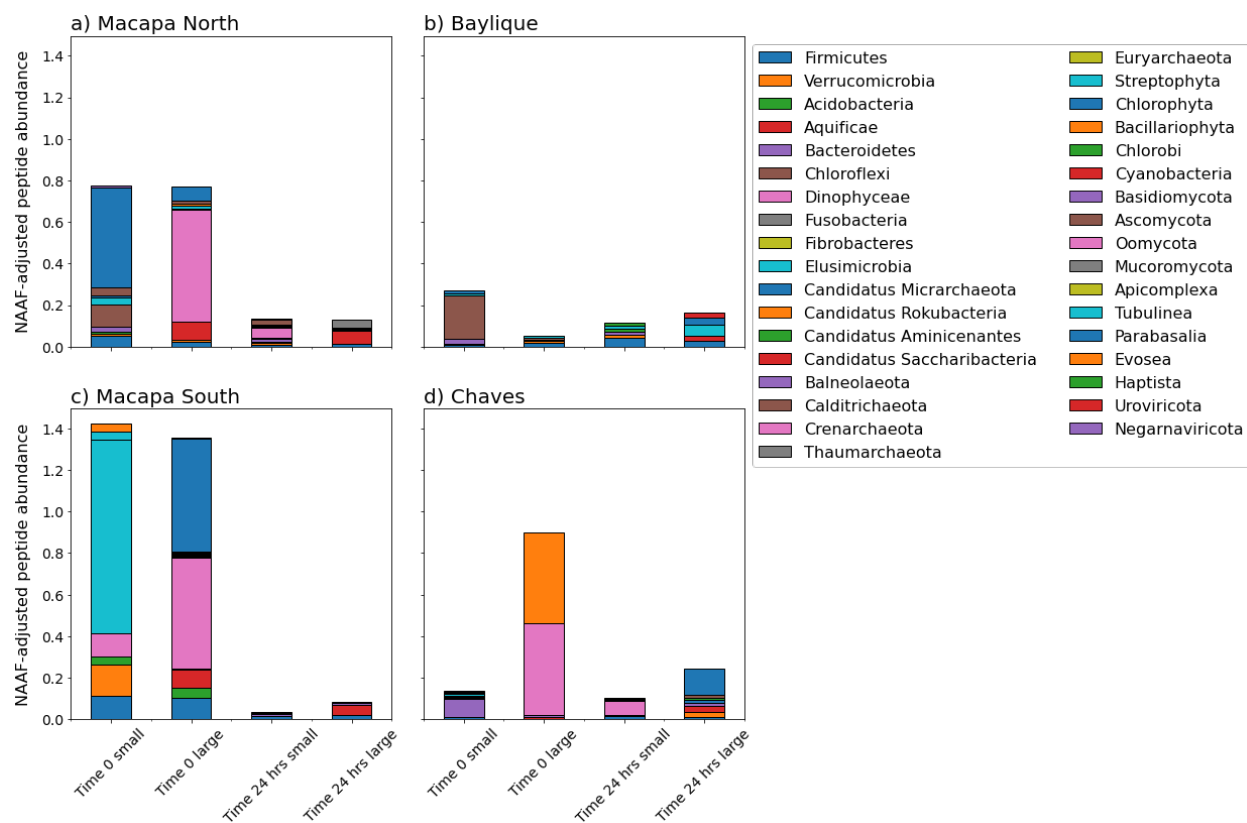 a) Macapa North
b) Baylique
NAAF-adjusted peptide abundance
1.4
1.2
1.0
0.8
0.6
0.4
0.2
0.0
Firmicutes
Verrucomicrobia
Acidobacteria
Aquificae
Bacteroidetes
Chloroflexi
Dinophyceae
Fusobacteria
Fibrobacteres
Elusimicrobia
Candidatus Micrarchaeota
Candidatus Rokubacteria
Candidatus Aminicenantes
Candidatus Saccharibacteria
Balneolaeota
Calditrichaeota
Crenarchaeota
Thaumarchaeota
Euryarchaeota
Streptophyta
Chlorophyta
Bacillariophyta
Chlorobi
Cyanobacteria
Basidiomycota
Ascomycota
Oomycota
Mucoromycota
Apicomplexa
Tubulinea
Parabasalia
Evosea
Haptista
Uroviricota
Negarnaviricota
c) Macapa South
d) Chaves
NAAF-adjusted peptide abundance
1.4
1.2
1.0
0.8
0.6
0.4
0.2
0.0
Time 0 small
Time 0 large
Time 24 hrs small
Time 24 hrs large
Time 0 small
Time 0 large
Time 24 hrs small
Time 24 hrs large